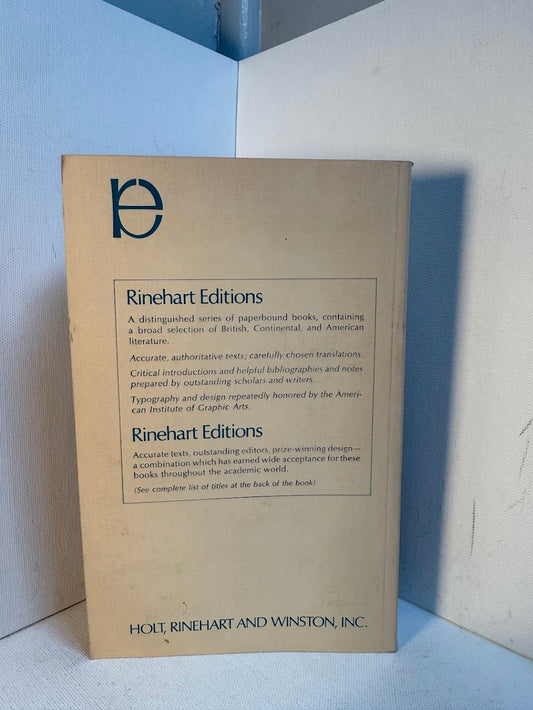 re
Rinehart Editions
A distinguished series of paperbound books, containing
a broad selection of British, Continental, and American
literature.
Accurate, authoritative texts; carefully chosen translations.
Critical introductions and helpful bibliographies and notes
prepared by outstanding scholars and writers.
Typography and design repeatedly honored by the Ameri-
can Institute of Graphic Arts.
Rinehart Editions
Accurate texts, outstanding editors, prize-winning design—
a combination which has earned wide acceptance for these
books throughout the academic world.
(See complete list of titles at the back of the book)
HOLT, RINEHART AND WINSTON, INC.